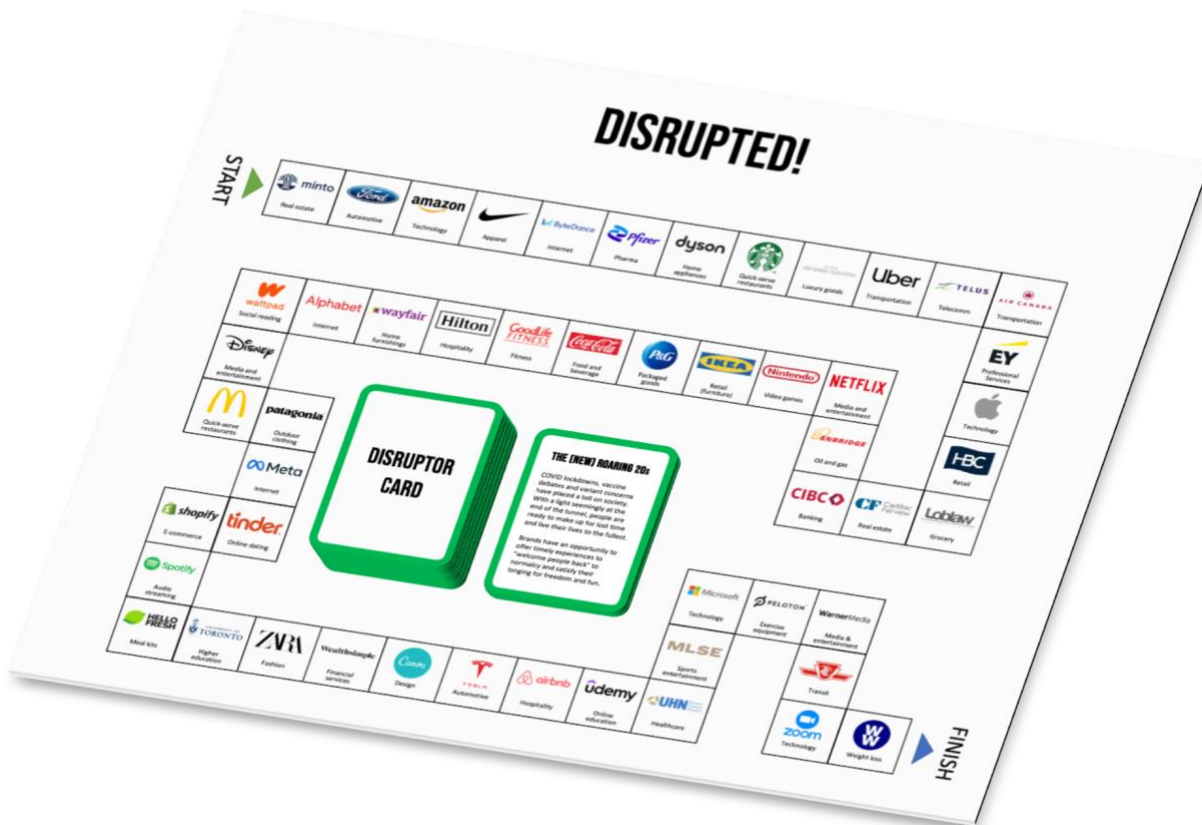 DISRUPTED!
START
minto
Real estate
Ford
Automotive
amazon
Technology
Apparel
ByteDance
Internet
Pfizer
Pharma
dyson
Home
appliances
Quick-serve
restaurants
Luxury goods
Uber
Transportation
TELUS
Telecomm
AIR CANADA
Transportation
EY
Professional
Services
Technology
HBC
Retail
Loblaw
Grocery
CF Cadillac
Fairview
Real estate
CIBC
Banking
ENBRIDGE
Oil and gas
NETFLIX
Media and
entertainment
Nintendo
Video games
IKEA
Retail
(furniture)
P&G
Packaged
goods
Coca-Cola
Food and
beverage
GoodLife
FITNESS
Fitness
Hilton
Hospitality
wayfair
Home
furnishings
Alphabet
Internet
wattpad
Social reading
Disney
Media and
entertainment
Quick-serve
restaurants
patagonia
Outdoor
clothing
Meta
Internet
tinder
Online dating
shopify
E-commerce
Spotify
Audio
streaming
HELLO
FRESH
Meal kits
UNIVERSITY OF
TORONTO
Higher
education
ZARA
Fashion
Wealthsimple
Financial
services
Canva
Design
TESLA
Automotive
airbnb
Hospitality
udemy
Online
education
UHN
Healthcare
MLSE
Sports
entertainment
Microsoft
Technology
PELOTON
Exercise
equipment
WarnerMedia
Media &
entertainment
Transit
zoom
Technology
WW
Weight loss
FINISH
DISRUPTOR
CARD
THE (NEW) ROARING 20s
COVID lockdowns, vaccine
debates and variant concerns
have placed a toll on society.
With a light seemingly at the
end of the tunnel, people are
ready to make up for lost time
and live their lives to the fullest.
Brands have an opportunity to
offer timely experiences to
"welcome people back" to
normalcy and satisfy their
longing for freedom and fun.